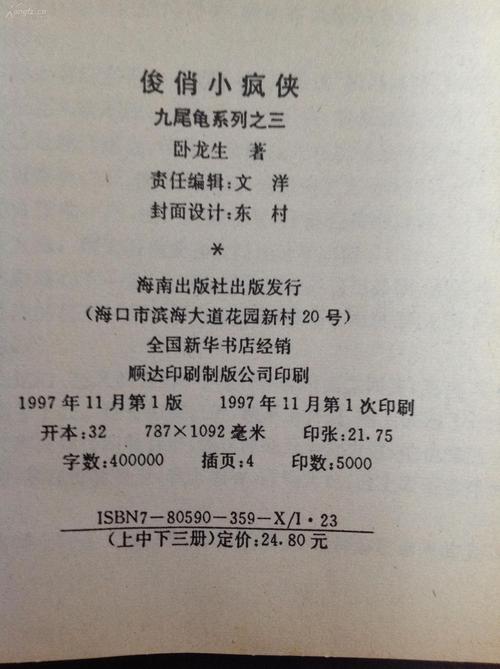 俊俏小疯侠
九尾龟系列之三
卧龙生 著
责任编辑:文 洋
封面设计:东 村
*
海南出版社出版发行
(海口市滨海大道花园新村20号)
全国新华书店经销
顺达印刷制版公司印刷
1997年11月第1版 1997年11月第1次印刷
开本:32 787×1092毫米 印张:21.75
字数:400000 插页:4 印数:5000
ISBN7-80590-359-X/I·23
(上中下三册)定价:24.80元